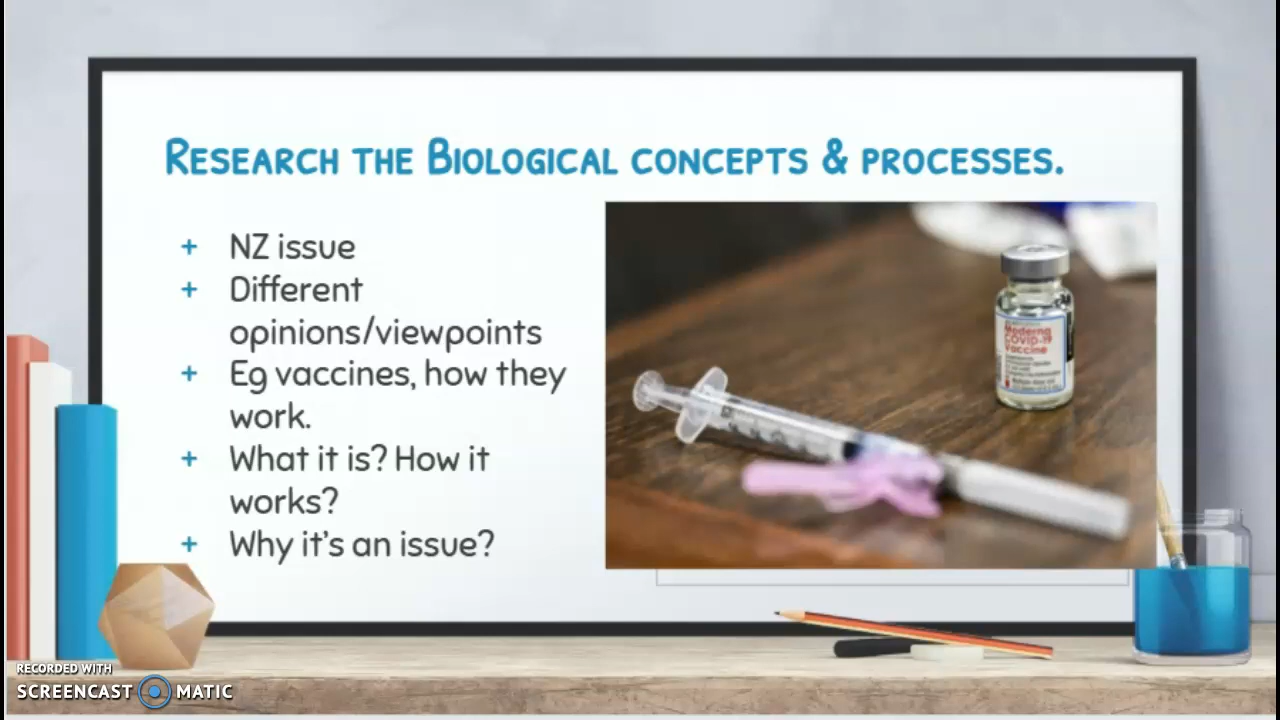 RESEARCH THE BIOLOGICAL CONCEPTS & PROCESSES.
+ NZ issue
+ Different
opinions/viewpoints
+ Eg vaccines, how they
work.
+ What it is? How it
works?
+ Why it's an issue?
Moderna
COVID-19
Vaccine
RECORDED WITH
SCREENCAST MATIC